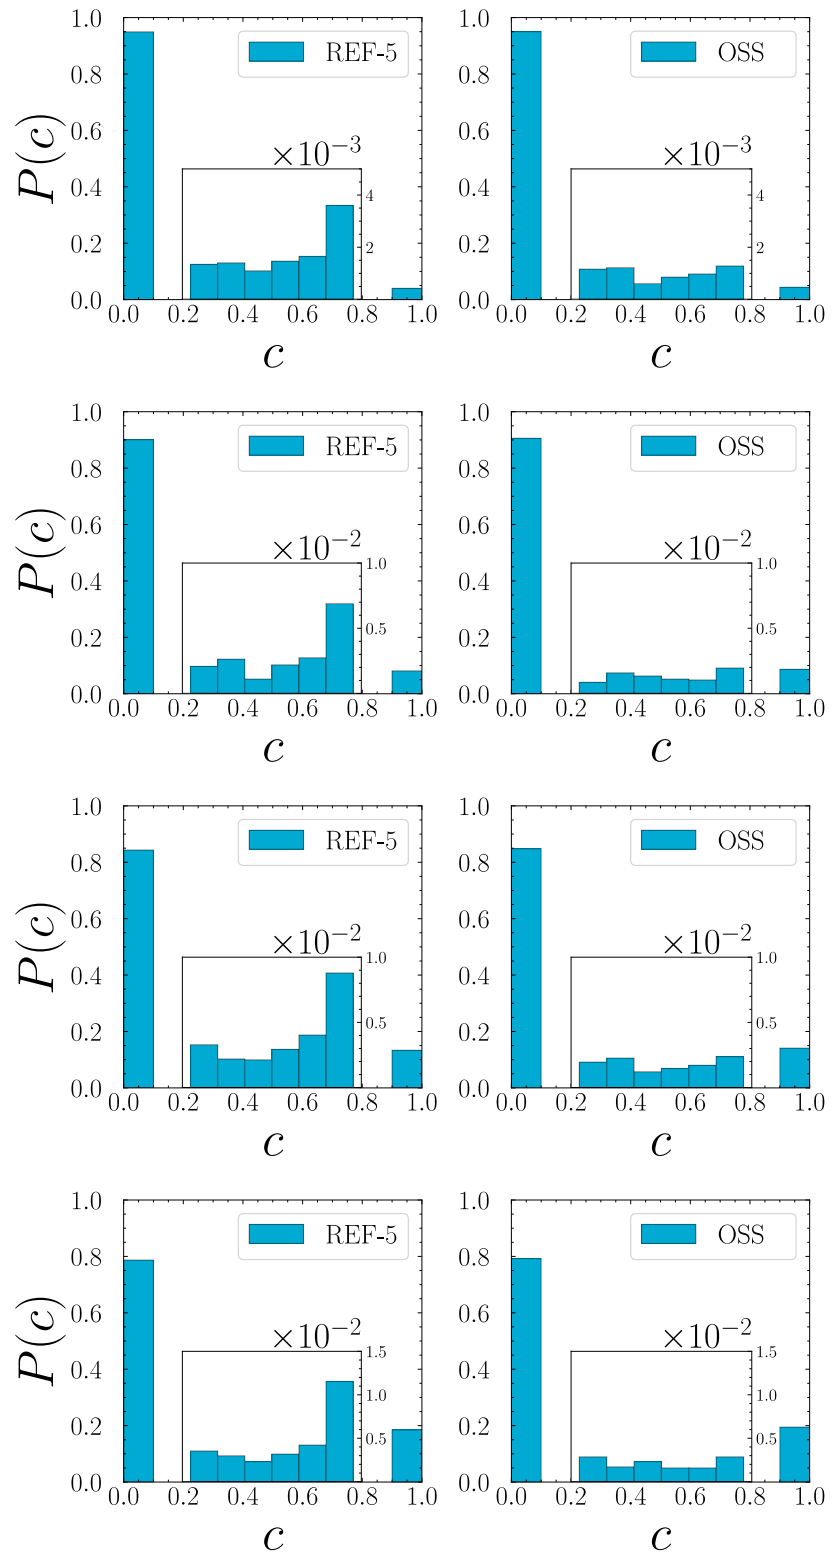 1.0 REF-5 1.0 OSS
0.8 0.8
P(c) 0.6 ×10⁻³ 0.6 ×10⁻³
0.4 4 0.4 4
0.2 2 0.2 2
0.0 0.0
0.0 0.2 0.4 0.6 0.8 1.0 0.0 0.2 0.4 0.6 0.8 1.0
c c
1.0 REF-5 1.0 OSS
0.8 0.8
P(c) 0.6 ×10⁻² 0.6 ×10⁻²
0.4 1.0 0.4 1.0
0.2 0.5 0.2 0.5
0.0 0.0
0.0 0.2 0.4 0.6 0.8 1.0 0.0 0.2 0.4 0.6 0.8 1.0
c c
1.0 REF-5 1.0 OSS
0.8 0.8
P(c) 0.6 ×10⁻² 0.6 ×10⁻²
0.4 1.0 0.4 1.0
0.2 0.5 0.2 0.5
0.0 0.0
0.0 0.2 0.4 0.6 0.8 1.0 0.0 0.2 0.4 0.6 0.8 1.0
c c
1.0 REF-5 1.0 OSS
0.8 0.8
P(c) 0.6 ×10⁻² 0.6 ×10⁻²
1.5 1.5
0.4 1.0 0.4 1.0
0.2 0.5 0.2 0.5
0.0 0.0
0.0 0.2 0.4 0.6 0.8 1.0 0.0 0.2 0.4 0.6 0.8 1.0
c c